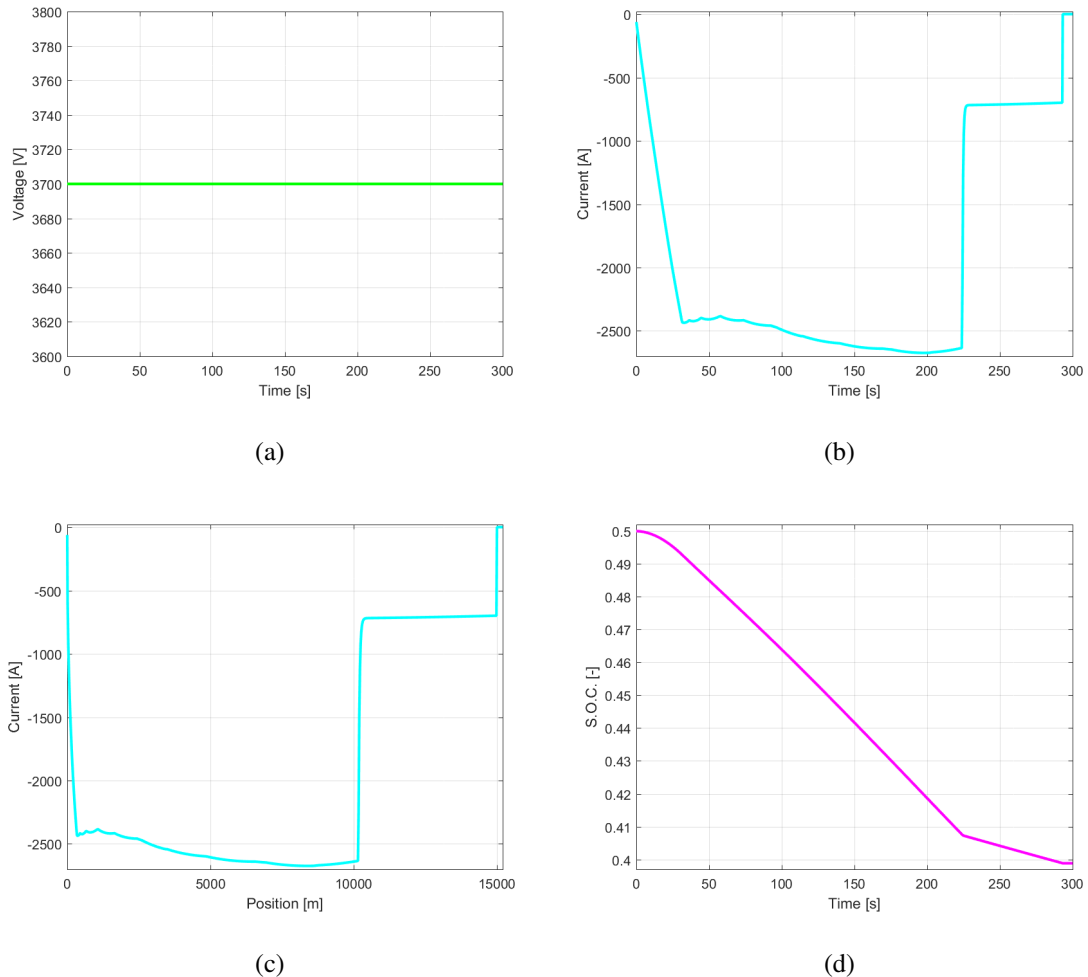 3800
3780
3760
3740
3720
3700
3680
3660
3640
3620
3600
Voltage [V]
0 50 100 150 200 250 300
Time [s]
(a)
0
-500
-1000
-1500
-2000
-2500
Current [A]
0 50 100 150 200 250 300
Time [s]
(b)
0
-500
-1000
-1500
-2000
-2500
Current [A]
0 5000 10000 15000
Position [m]
(c)
0.5
0.49
0.48
0.47
0.46
0.45
0.44
0.43
0.42
0.41
0.4
S.O.C. [-]
0 50 100 150 200 250 300
Time [s]
(d)